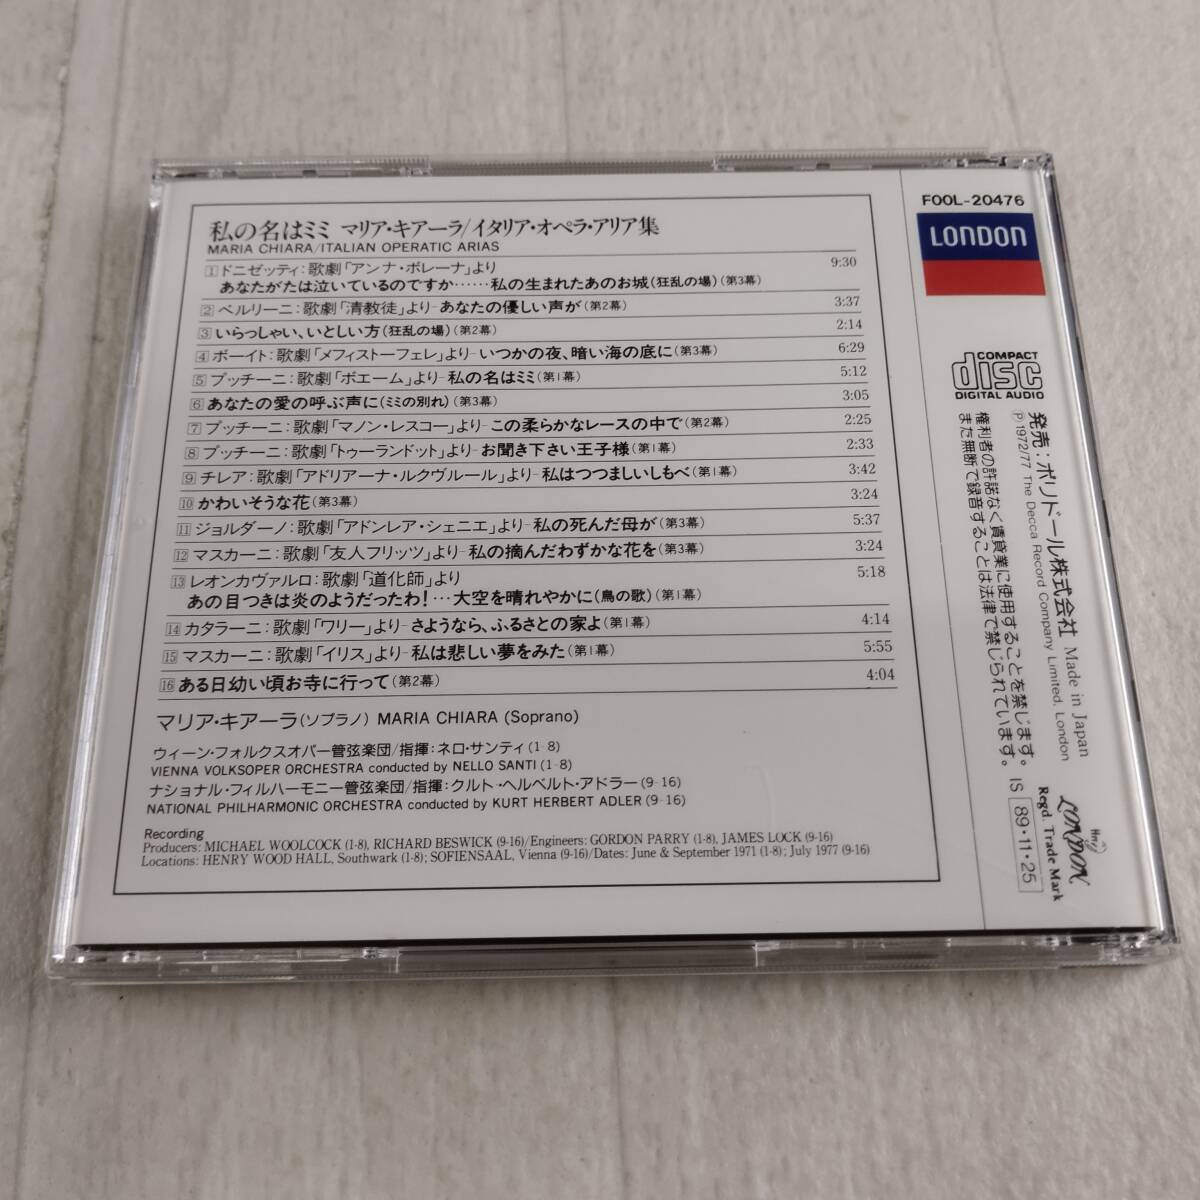 私の名はミミ マリア・キアーラ/イタリア・オペラ・アリア集
MARIA CHIARA/ITALIAN OPERATIC ARIAS
1 ドニゼッティ:歌劇「アンナ・ボレーナ」より 9:30
あなたがたは泣いているのですか……私の生まれたあのお城(狂乱の場)(第3幕)
2 ベルリーニ:歌劇「清教徒」より-あなたの優しい声が(第2幕) 3:37
3 いらっしゃい、いとしい方(狂乱の場)(第2幕) 2:14
4 ボーイト:歌劇「メフィストーフェレ」より-いつかの夜、暗い海の底に(第3幕) 6:29
5 プッチーニ:歌劇「ボエーム」より-私の名はミミ(第1幕) 5:12
6 あなたの愛の呼ぶ声に(ミミの別れ)(第3幕) 3:05
7 プッチーニ:歌劇「マノン・レスコー」より-この柔らかなレースの中で(第2幕) 2:25
8 プッチーニ:歌劇「トゥーランドット」より-お聞き下さい王子様(第1幕) 2:33
9 チレア:歌劇「アドリアーナ・ルクヴルール」より-私はつつましいしもべ(第1幕) 3:42
10 かわいそうな花(第3幕) 3:24
11 ジョルダーノ:歌劇「アドンレア・シェニエ」より-私の死んだ母が(第3幕) 5:37
12 マスカーニ:歌劇「友人フリッツ」より-私の摘んだわずかな花を(第3幕) 3:24
13 レオンカヴァルロ:歌劇「道化師」より 5:18
あの目つきは炎のようだったわ!…大空を晴れやかに(鳥の歌)(第1幕)
14 カタラーニ:歌劇「ワリー」より-さようなら、ふるさとの家よ(第1幕) 4:14
15 マスカーニ:歌劇「イリス」より-私は悲しい夢をみた(第1幕) 5:55
16 ある日幼い頃お寺に行って(第2幕) 4:04
マリア・キアーラ(ソプラノ) MARIA CHIARA (Soprano)
ウィーン・フォルクスオパー管弦楽団/指揮:ネロ・サンティ(1-8)
VIENNA VOLKSOPER ORCHESTRA conducted by NELLO SANTI (1-8)
ナショナル・フィルハーモニー管弦楽団/指揮:クルト・ヘルベルト・アドラー(9-16)
NATIONAL PHILHARMONIC ORCHESTRA conducted by KURT HERBERT ADLER (9-16)
Recording
Producers: MICHAEL WOOLCOCK (1-8), RICHARD BESWICK (9-16)/Engineers: GORDON PARRY (1-8), JAMES LOCK (9-16)
Locations: HENRY WOOD HALL, Southwark (1-8); SOFIENSAAL, Vienna (9-16)/Dates: June & September 1971 (1-8); July 1977 (9-16)
F00L-20476
LONDON
COMPACT
disc
DIGITAL AUDIO
発売:ポリドール株式会社 Made in Japan
Ⓟ1972/77 The Decca Record Company Limited, London
権利者の許諾なく賃貸業に使用することを禁じます。
また無断で録音することは法律で禁じられています。
IS 89・11・25
LONDON
Regd. Trade Mark